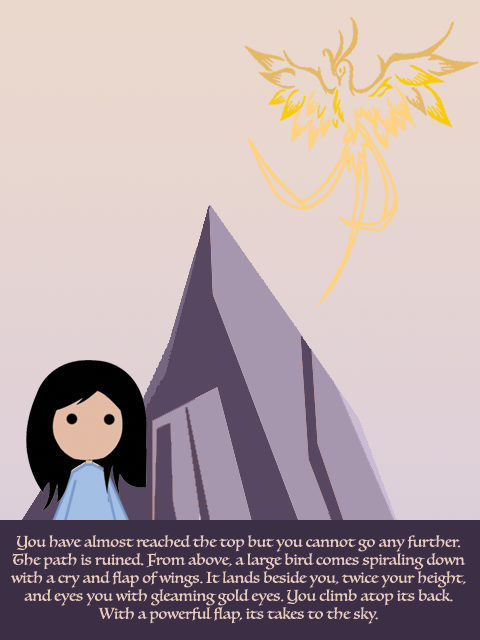 You have almost reached the top but you cannot go any further.
The path is ruined. From above, a large bird comes spiraling down
with a cry and flap of wings. It lands beside you, twice your height,
and eyes you with gleaming gold eyes. You climb atop its back.
With a powerful flap, its takes to the sky.